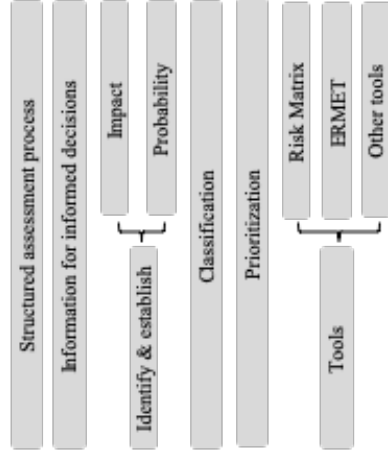 Structured assessment process
Information for informed decisions
Identify & establish
Impact
Probability
Classification
Prioritization
Tools
Risk Matrix
ERMET
Other tools